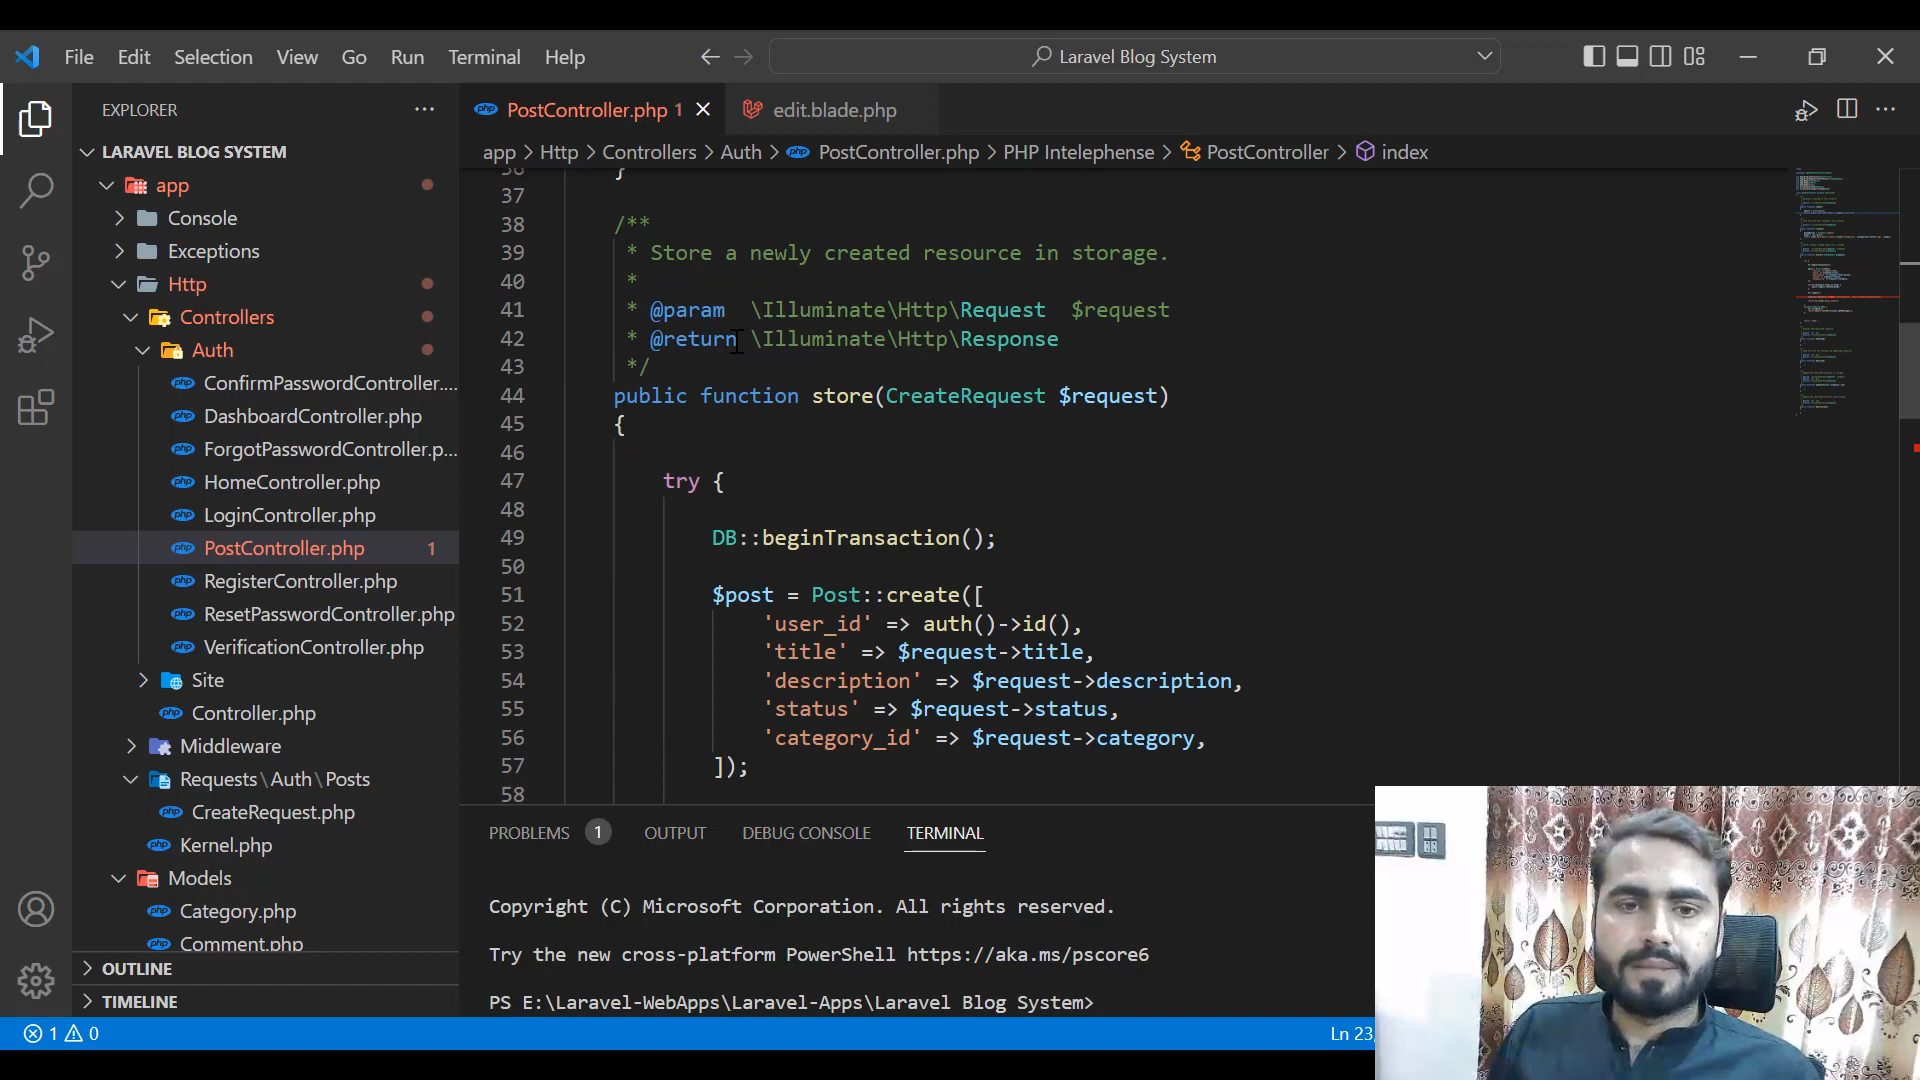 File Edit Selection View Go Run Terminal Help
Laravel Blog System
EXPLORER
LARAVEL BLOG SYSTEM
app
Console
Exceptions
Http
Controllers
Auth
ConfirmPasswordController....
DashboardController.php
ForgotPasswordController.p...
HomeController.php
LoginController.php
PostController.php 1
RegisterController.php
ResetPasswordController.php
VerificationController.php
Site
Controller.php
Middleware
Requests\Auth\Posts
CreateRequest.php
Kernel.php
Models
Category.php
Comment.php
OUTLINE
TIMELINE
PostController.php 1
edit.blade.php
app > Http > Controllers > Auth > PostController.php > PHP Intelephense > PostController > index
36 }
37
38 /**
39 * Store a newly created resource in storage.
40 *
41 * @param \Illuminate\Http\Request $request
42 * @return \Illuminate\Http\Response
43 */
44 public function store(CreateRequest $request)
45 {
46
47 try {
48
49 DB::beginTransaction();
50
51 $post = Post::create([
52 'user_id' => auth()->id(),
53 'title' => $request->title,
54 'description' => $request->description,
55 'status' => $request->status,
56 'category_id' => $request->category,
57 ]);
58
PROBLEMS 1 OUTPUT DEBUG CONSOLE TERMINAL
Copyright (C) Microsoft Corporation. All rights reserved.
Try the new cross-platform PowerShell https://aka.ms/pscore6
PS E:\Laravel-WebApps\Laravel-Apps\Laravel Blog System>
1 0
Ln 23,